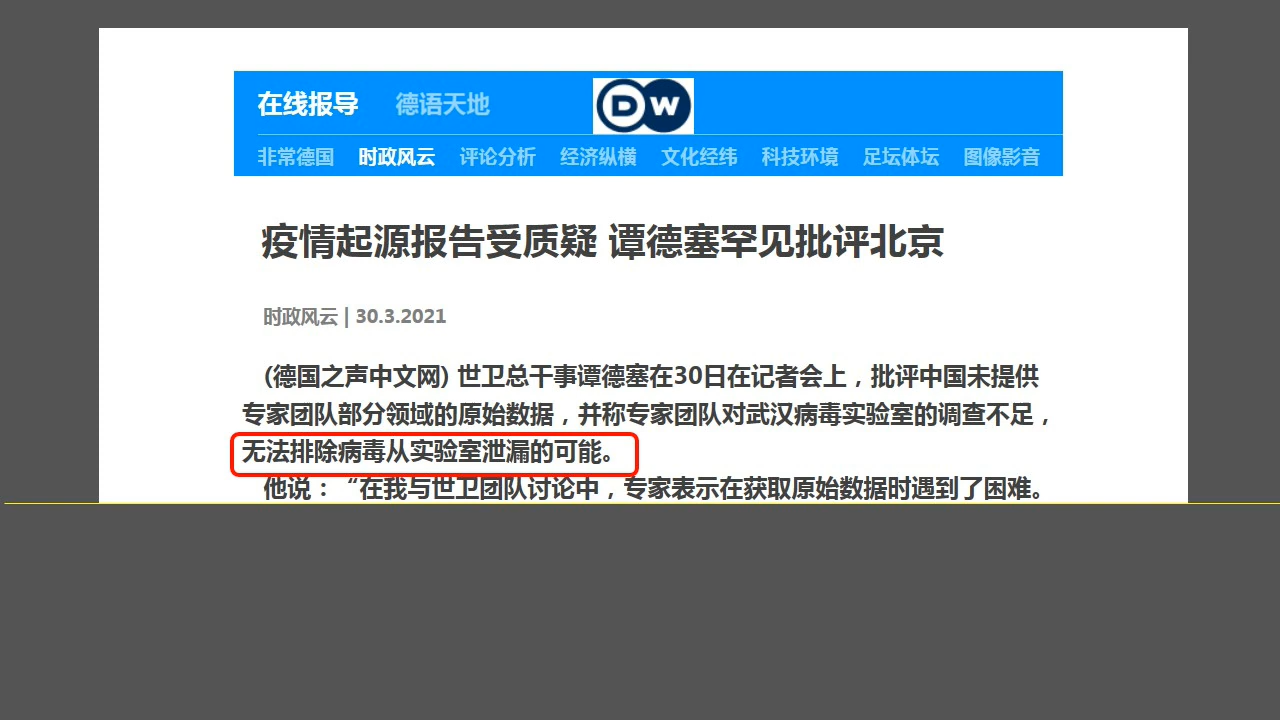 在线报导 德语天地 DW
非常德国 时政风云 评论分析 经济纵横 文化经纬 科技环境 足坛体坛 图像影音
疫情起源报告受质疑 谭德塞罕见批评北京
时政风云 | 30.3.2021
(德国之声中文网) 世卫总干事谭德塞在30日在记者会上，批评中国未提供
专家团队部分领域的原始数据，并称专家团队对武汉病毒实验室的调查不足，
无法排除病毒从实验室泄漏的可能。
他说：“在我与世卫团队讨论中，专家表示在获取原始数据时遇到了困难。